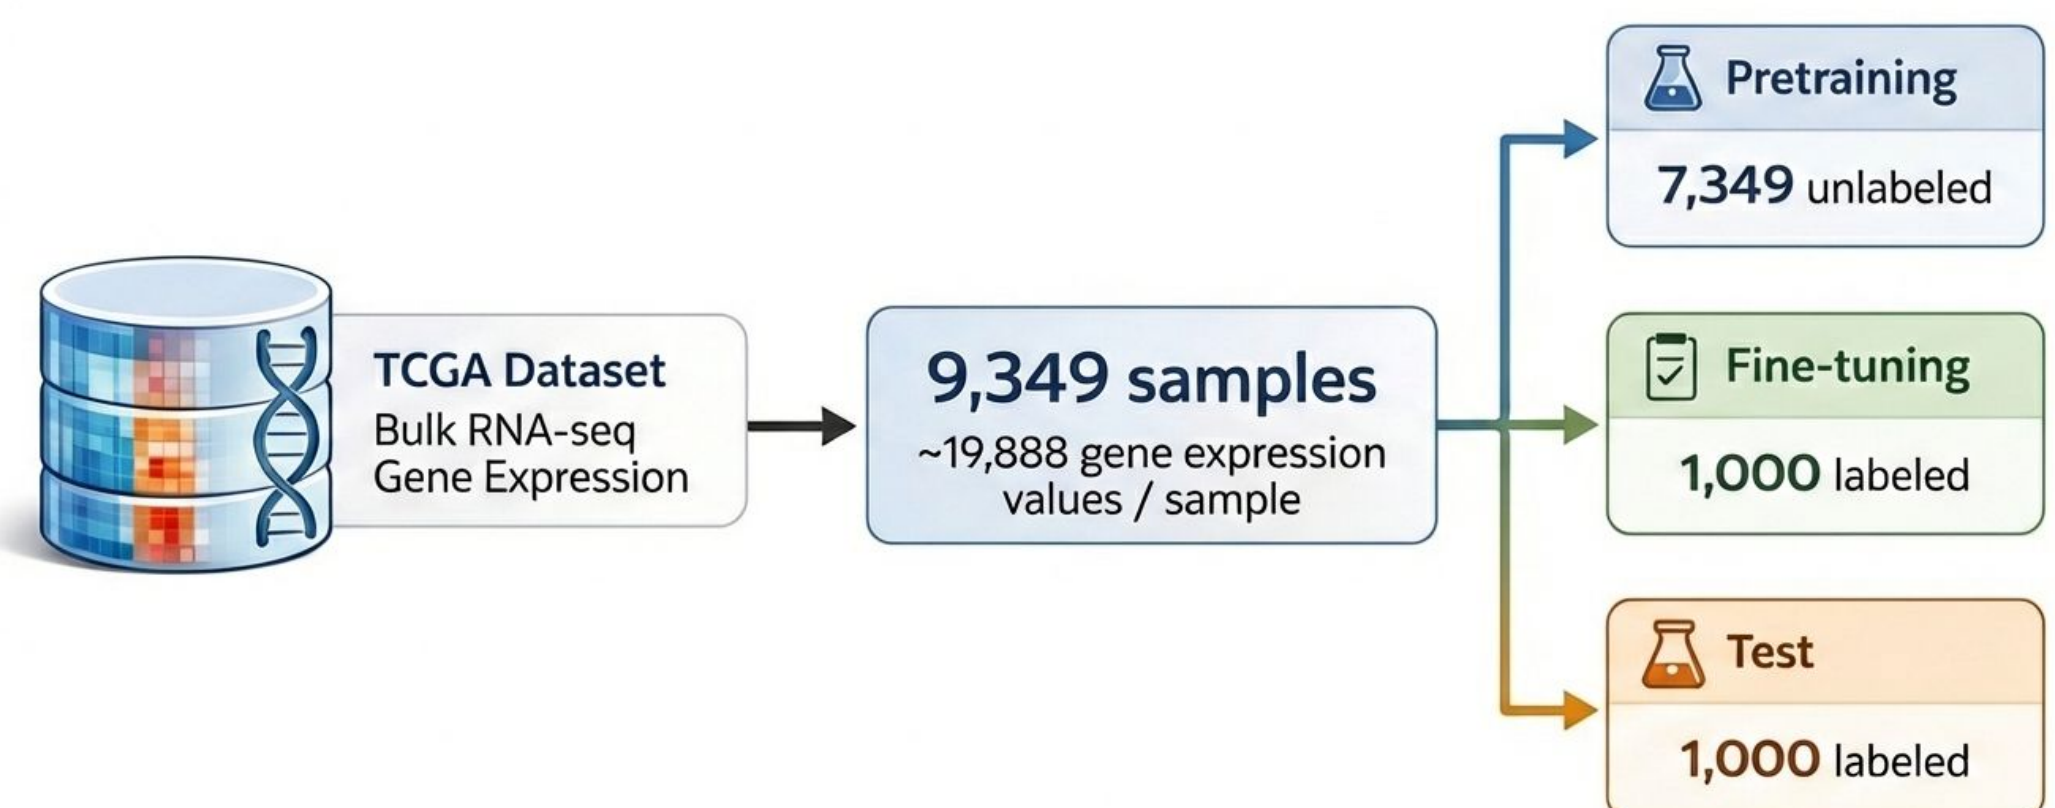 TCGA Dataset
Bulk RNA-seq
Gene Expression
9,349 samples
~19,888 gene expression
values / sample
Pretraining
7,349 unlabeled
Fine-tuning
1,000 labeled
Test
1,000 labeled